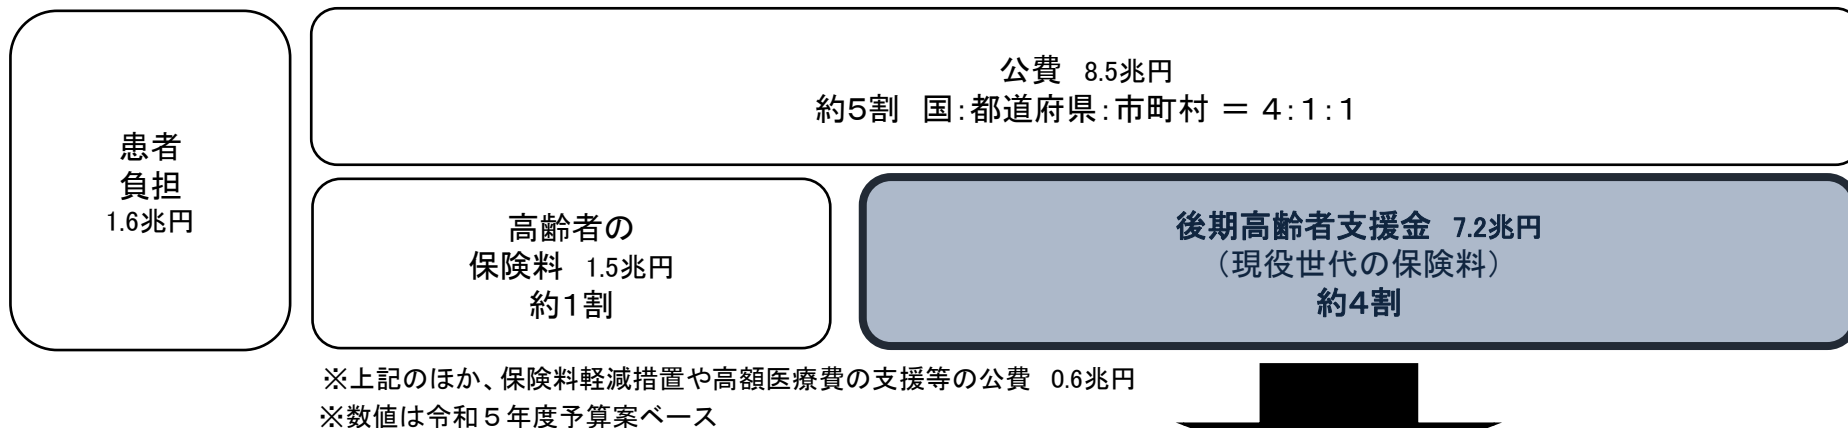 患者
負担
1.6兆円
公費 8.5兆円
約5割 国:都道府県:市町村 = 4:1:1
高齢者の
保険料 1.5兆円
約1割
後期高齢者支援金 7.2兆円
(現役世代の保険料)
約4割
※上記のほか、保険料軽減措置や高額医療費の支援等の公費 0.6兆円
※数値は令和5年度予算案ベース